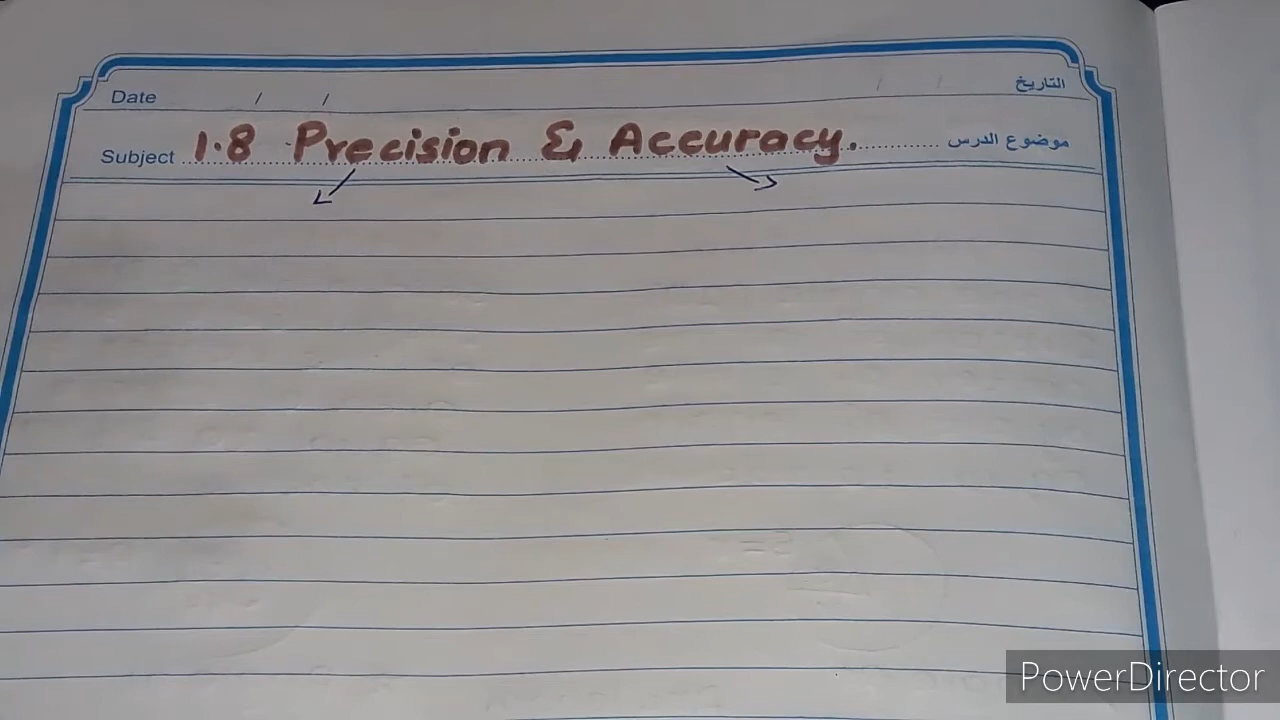 Date / / / / التاريخ
Subject 1.8 Precision & Accuracy. موضوع الدرس
PowerDirector